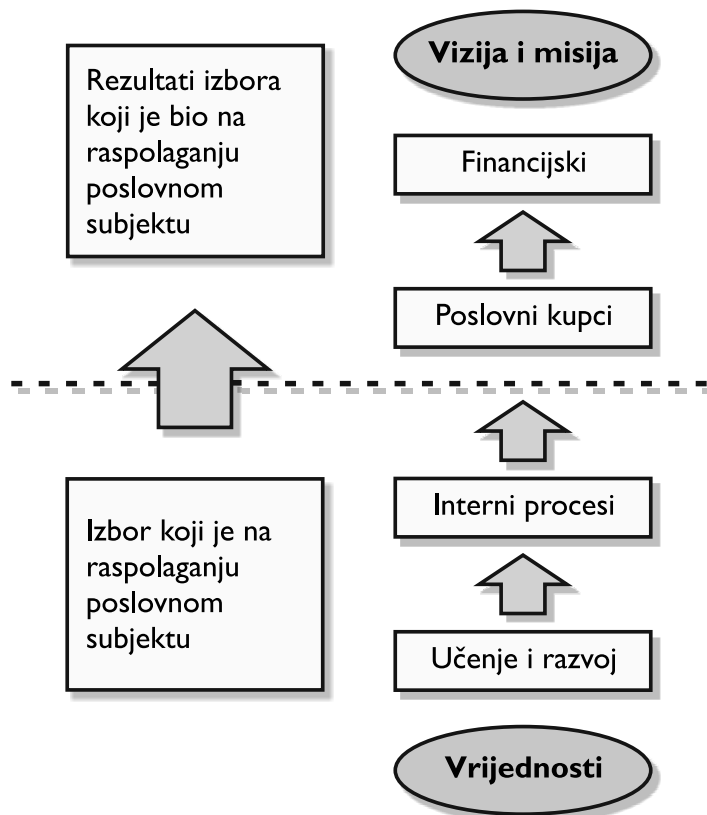 Rezultati izbora
koji je bio na
raspolaganju
poslovnom
subjektu
Vizija i misija
Financijski
Poslovni kupci
Izbor koji je na
raspolaganju
poslovnom
subjektu
Interni procesi
Učenje i razvoj
Vrijednosti